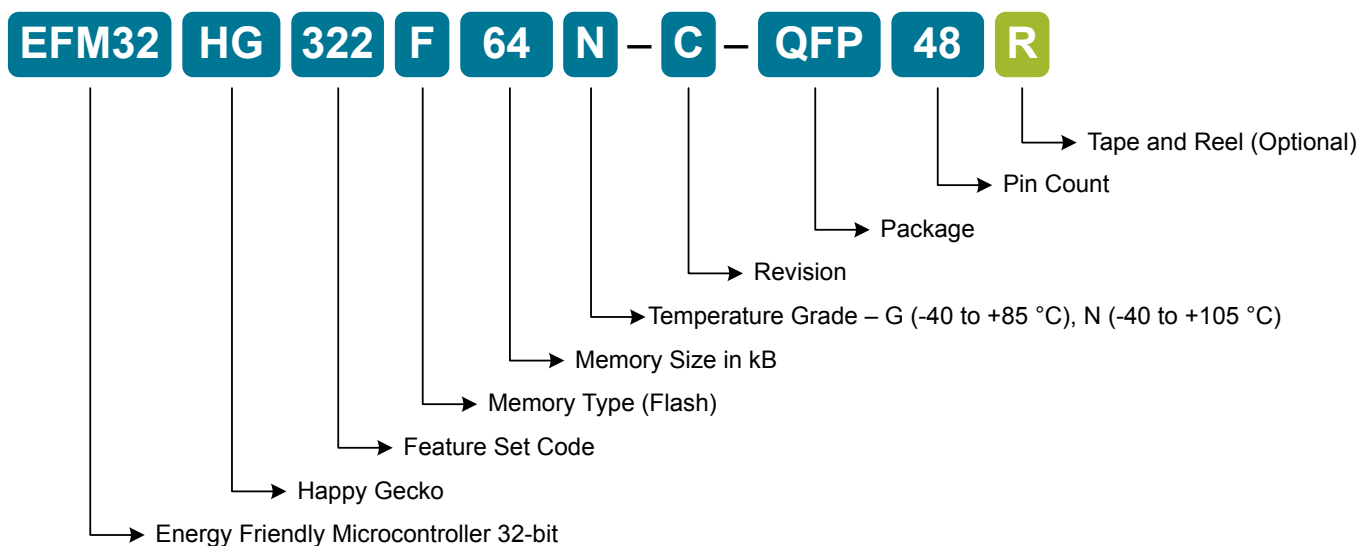 EFM32 HG 322 F 64 N – C – QFP 48 R
Tape and Reel (Optional)
Pin Count
Package
Revision
Temperature Grade – G (-40 to +85 °C), N (-40 to +105 °C)
Memory Size in kB
Memory Type (Flash)
Feature Set Code
Happy Gecko
Energy Friendly Microcontroller 32-bit